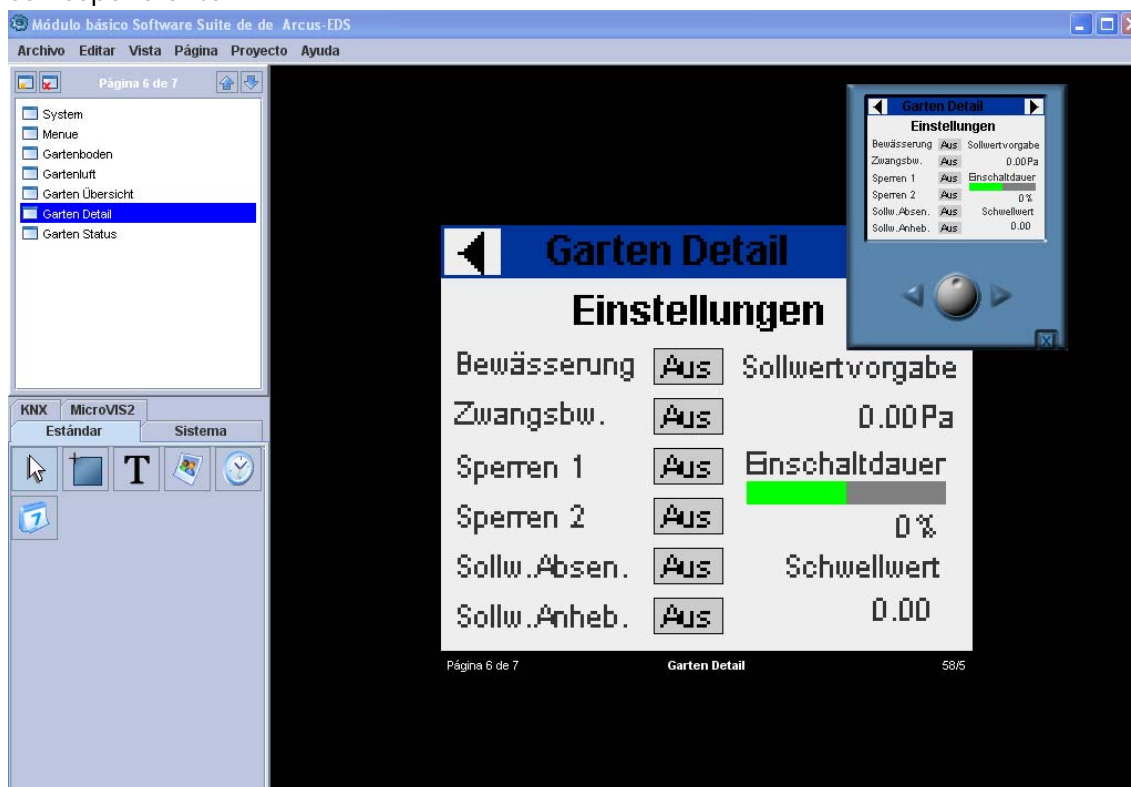 Módulo básico Software Suite de de Arcus-EDS
Archivo Editar Vista Página Proyecto Ayuda
Página 6 de 7
System
Menue
Gartenboden
Gartenluft
Garten Übersicht
Garten Detail
Garten Status
KNX MicroVIS2
Estándar Sistema
T
7
Garten Detail
Einstellungen
Bewässerung Aus Sollwertvorgabe
Zwangsbw. Aus 0.00Pa
Sperren 1 Aus Einschaltdauer
Sperren 2 Aus 0%
Sollw.Absen. Aus Schwellwert
Sollw.Anheb. Aus 0.00
Página 6 de 7 Garten Detail 58/5
Garten Detail
Einstellungen
Bewässerung Aus Sollwertvorgabe
Zwangsbw. Aus 0.00Pa
Sperren 1 Aus Einschaltdauer
Sperren 2 Aus 0%
Sollw.Absen. Aus Schwellwert
Sollw.Anheb. Aus 0.00
X